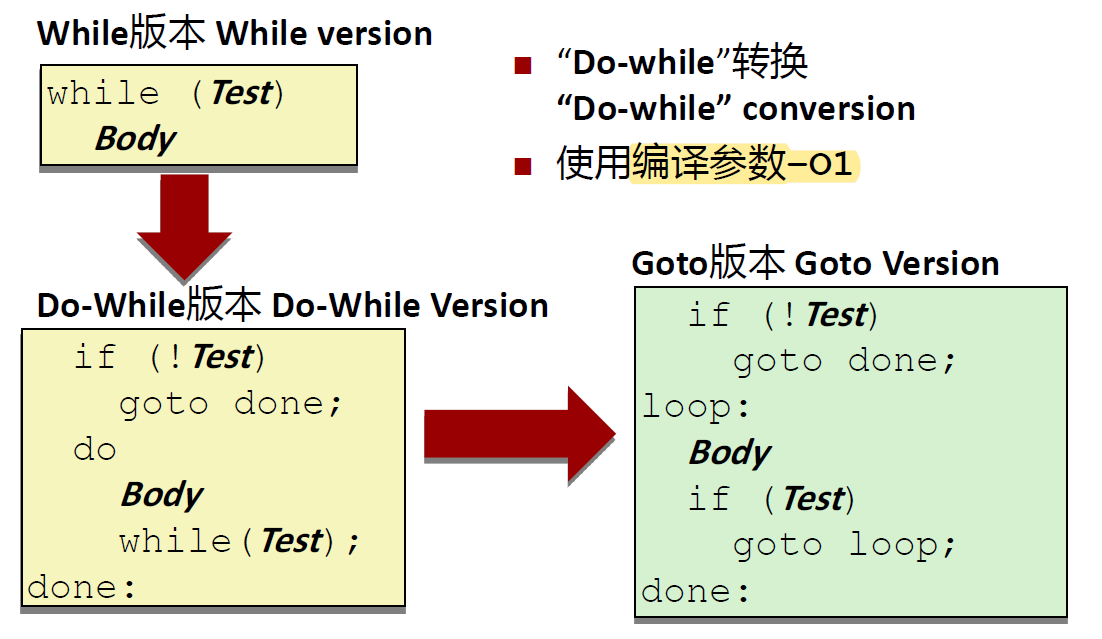 While版本 While version
while (Test)
Body
■ “Do-while”转换
“Do-while” conversion
■ 使用编译参数–O1
Do-While版本 Do-While Version
if (!Test)
goto done;
do
Body
while(Test);
done:
Goto版本 Goto Version
if (!Test)
goto done;
loop:
Body
if (Test)
goto loop;
done: